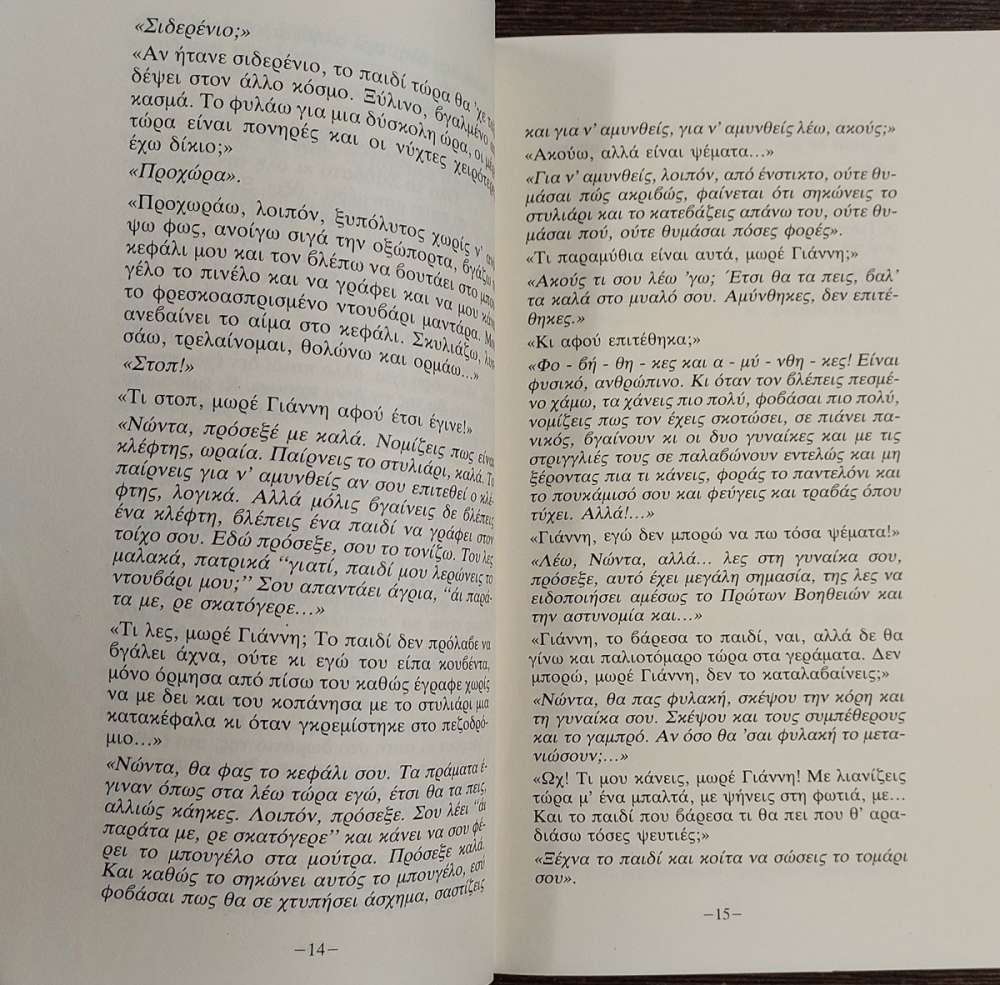 «Σιδερένιο;»
«Αν ήτανε σιδερένιο, το παιδί τώρα θα 'χε
δέψει στον άλλο κόσμο. Ξύλινο, βγαλμένο
κασμά. Το φυλάω για μια δύσκολη ώρα, οι
τώρα είναι πονηρές και οι νύχτες
έχω δίκιο;»
«Προχώρα».
«Προχωράω, λοιπόν, ξυπόλυτος χωρίς ν'
ψω φως, ανοίγω σιγά την οξώπορτα, βγάζω
κεφάλι μου και τον βλέπω να βουτάει στο
γέλο το πινέλο και να γράφει και να μου κάνει
το φρεσκοασπρισμένο ντουβάρι μαντάρα.
ανεβαίνει το αίμα στο κεφάλι. Σκυλιάζω,
σάω, τρελαίνομαι, θολώνω και ορμάω...»
«Στοπ!»
«Τι στοπ, μωρέ Γιάννη αφού έτσι έγινε!»
«Νώντα, πρόσεξέ με καλά. Νομίζεις πως είναι
κλέφτης, ωραία. Παίρνεις το στυλιάρι, καλά. Το
παίρνεις για ν' αμυνθείς αν σου επιτεθεί ο κλέ-
φτης, λογικά. Αλλά μόλις βγαίνεις δε βλέπεις
ένα κλέφτη, βλέπεις ένα παιδί να γράφει στον
τοίχο σου. Εδώ πρόσεξε, σου το τονίζω. Του λες
μαλακά, πατρικά “γιατί, παιδί μου λερώνεις το
ντουβάρι μου;” Σου απαντάει άγρια, “άι παρά-
τα με, ρε σκατόγερε...»
«Τι λες, μωρέ Γιάννη; Το παιδί δεν πρόλαβε να
βγάλει άχνα, ούτε κι εγώ του είπα κουβέντα,
μόνο όρμησα από πίσω του καθώς έγραφε χωρίς
να με δει και του κοπάνησα με το στυλιάρι μια
κατακέφαλα κι όταν γκρεμίστηκε στο πεζοδρό-
μιο...»
«Νώντα, θα φας το κεφάλι σου. Τα πράματα έ-
γιναν όπως στα λέω τώρα εγώ, έτσι θα τα πεις,
αλλιώς κάηκες. Λοιπόν, πρόσεξε. Σου λέει “άι
παράτα με, ρε σκατόγερε” και κάνει να σου φέ-
ρει το μπουγέλο στα μούτρα. Πρόσεξε καλά.
Και καθώς το σηκώνει αυτός το μπουγέλο, εσύ
φοβάσαι πως θα σε χτυπήσει άσχημα, σαστίζεις
–14–
και για ν' αμυνθείς, για ν' αμυνθείς λέω, ακούς;»
«Ακούω, αλλά είναι ψέματα...»
«Για ν' αμυνθείς, λοιπόν, από ένστικτο, ούτε θυ-
μάσαι πώς ακριβώς, φαίνεται ότι σηκώνεις το
στυλιάρι και το κατεβάζεις απάνω του, ούτε θυ-
μάσαι πού, ούτε θυμάσαι πόσες φορές».
«Τι παραμύθια είναι αυτά, μωρέ Γιάννη;»
«Ακούς τι σου λέω 'γω; Έτσι θα τα πεις, βαλ'
τα καλά στο μυαλό σου. Αμύνθηκες, δεν επιτέ-
θηκες.»
«Κι αφού επιτέθηκα;»
«Φο - βή - θη - κες και α - μύ - νθη - κες! Είναι
φυσικό, ανθρώπινο. Κι όταν τον βλέπεις πεσμέ-
νο χάμω, τα χάνεις πιο πολύ, φοβάσαι πιο πολύ,
νομίζεις πως τον έχεις σκοτώσει, σε πιάνει πα-
νικός, βγαίνουν κι οι δυο γυναίκες και με τις
στριγγλιές τους σε παλαβώνουν εντελώς και μη
ξέροντας πια τι κάνεις, φοράς το παντελόνι και
το πουκάμισό σου και φεύγεις και τραβάς όπου
τύχει. Αλλά!...»
«Γιάννη, εγώ δεν μπορώ να πω τόσα ψέματα!»
«Λέω, Νώντα, αλλά... λες στη γυναίκα σου,
πρόσεξε, αυτό έχει μεγάλη σημασία, της λες να
ειδοποιήσει αμέσως το Πρώτων Βοηθειών και
την αστυνομία και...»
«Γιάννη, το βάρεσα το παιδί, ναι, αλλά δε θα
γίνω και παλιοτόμαρο τώρα στα γεράματα. Δεν
μπορώ, μωρέ Γιάννη, δεν το καταλαβαίνεις;»
«Νώντα, θα πας φυλακή, σκέψου την κόρη και
τη γυναίκα σου. Σκέψου και τους συμπέθερους
και το γαμπρό. Αν όσο θα 'σαι φυλακή το μετα-
νιώσουν;...»
«Ωχ! Τι μου κάνεις, μωρέ Γιάννη! Με λιανίζεις
τώρα μ' ένα μπαλτά, με ψήνεις στη φωτιά, με...
Και το παιδί που βάρεσα τι θα πει που θ' αρα-
διάσω τόσες ψευτιές;»
«Ξέχνα το παιδί και κοίτα να σώσεις το τομάρι
σου».
–15–